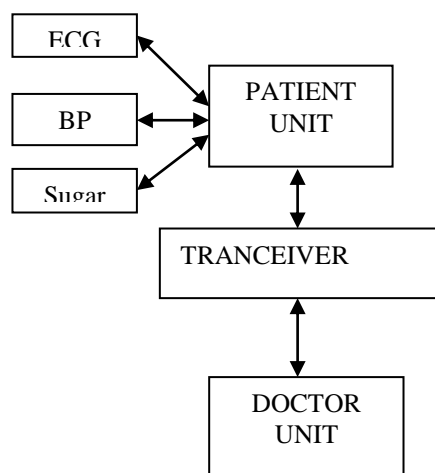 ECG
PATIENT
UNIT
BP
Sugar
TRANCEIVER
DOCTOR
UNIT